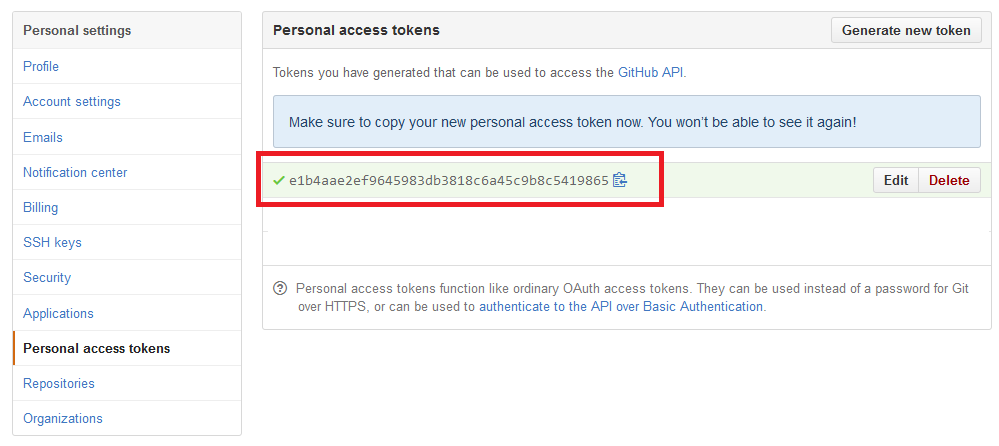 Personal settings
Profile
Account settings
Emails
Notification center
Billing
SSH keys
Security
Applications
Personal access tokens
Repositories
Organizations
Personal access tokens
Generate new token
Tokens you have generated that can be used to access the GitHub API.
Make sure to copy your new personal access token now. You won't be able to see it again!
e1b4aae2ef9645983db3818c6a45c9b8c5419865
Edit
Delete
Personal access tokens function like ordinary OAuth access tokens. They can be used instead of a password for Git
over HTTPS, or can be used to authenticate to the API over Basic Authentication.